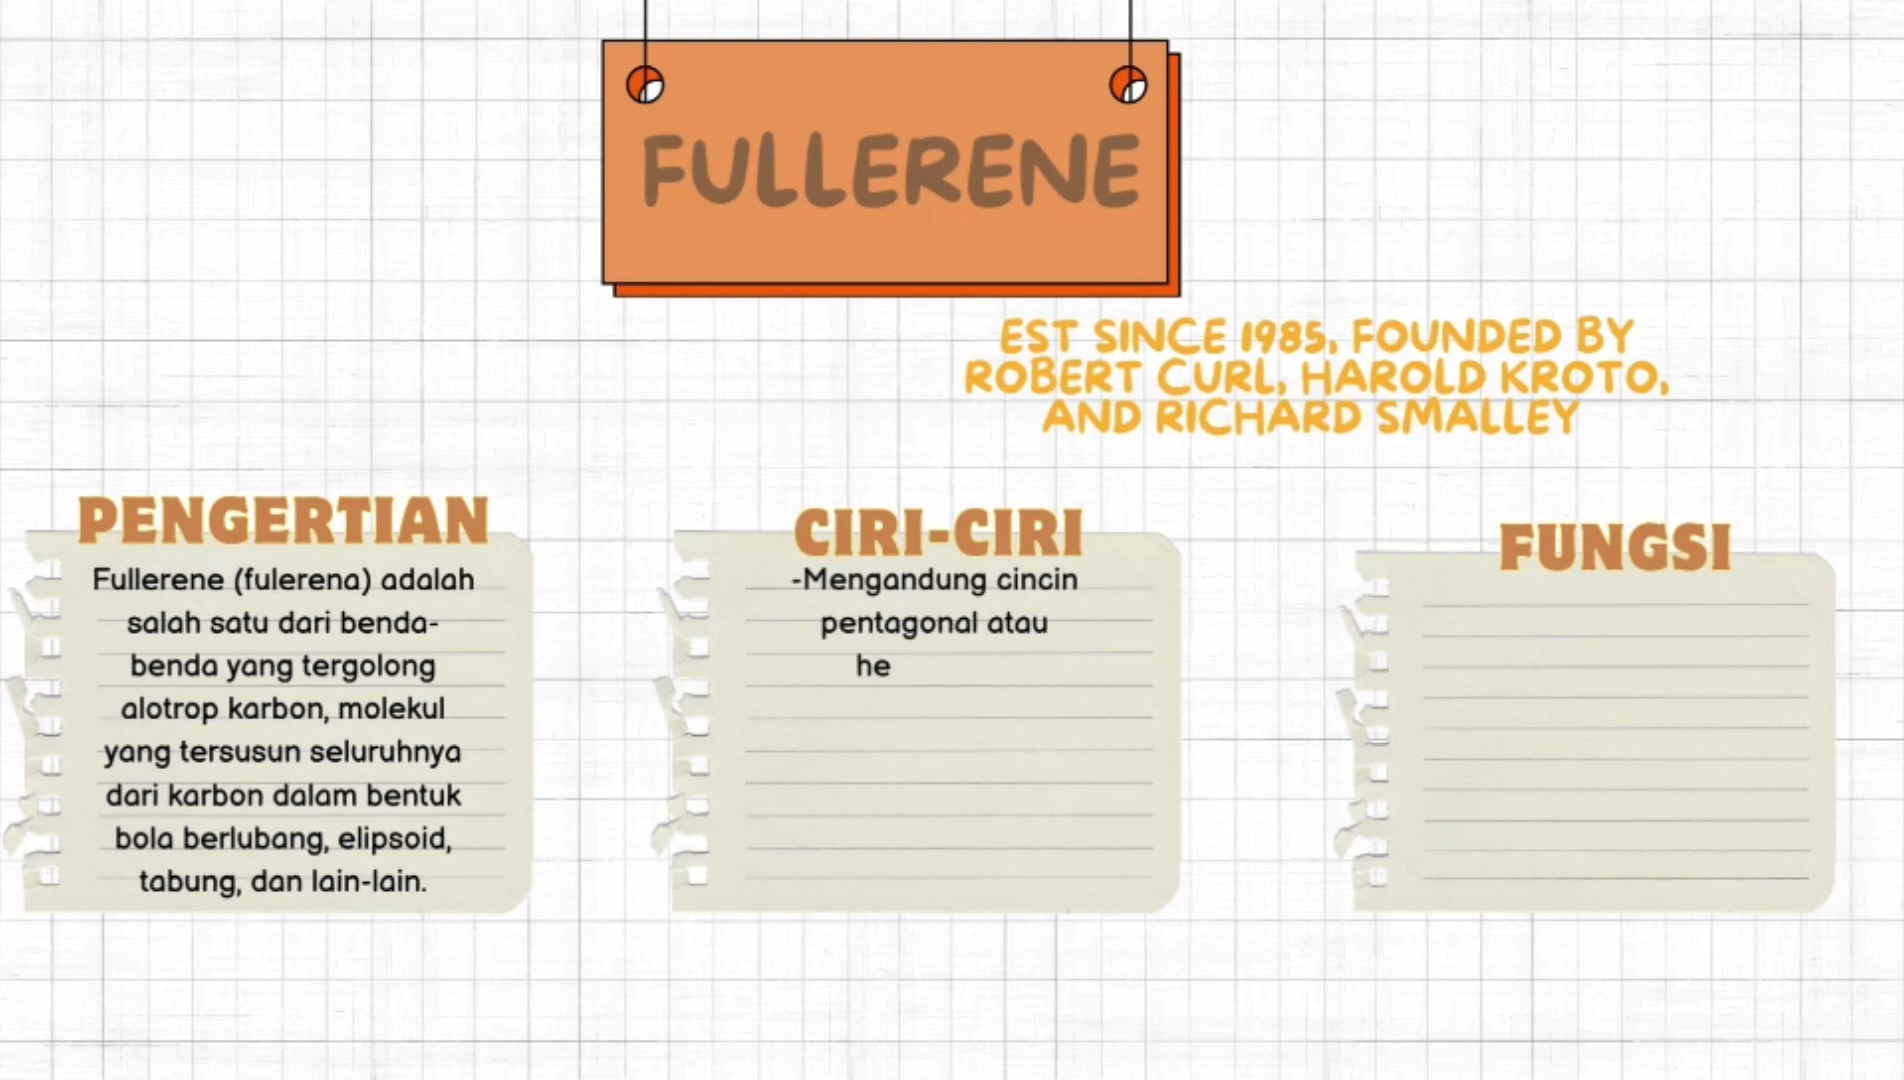 FULLERENE
EST SINCE 1985, FOUNDED BY
ROBERT CURL, HAROLD KROTO,
AND RICHARD SMALLEY
PENGERTIAN
Fullerene (fulerena) adalah
salah satu dari benda-
benda yang tergolong
alotrop karbon, molekul
yang tersusun seluruhnya
dari karbon dalam bentuk
bola berlubang, elipsoid,
tabung, dan lain-lain.
CIRI-CIRI
-Mengandung cincin
pentagonal atau
he
FUNGSI